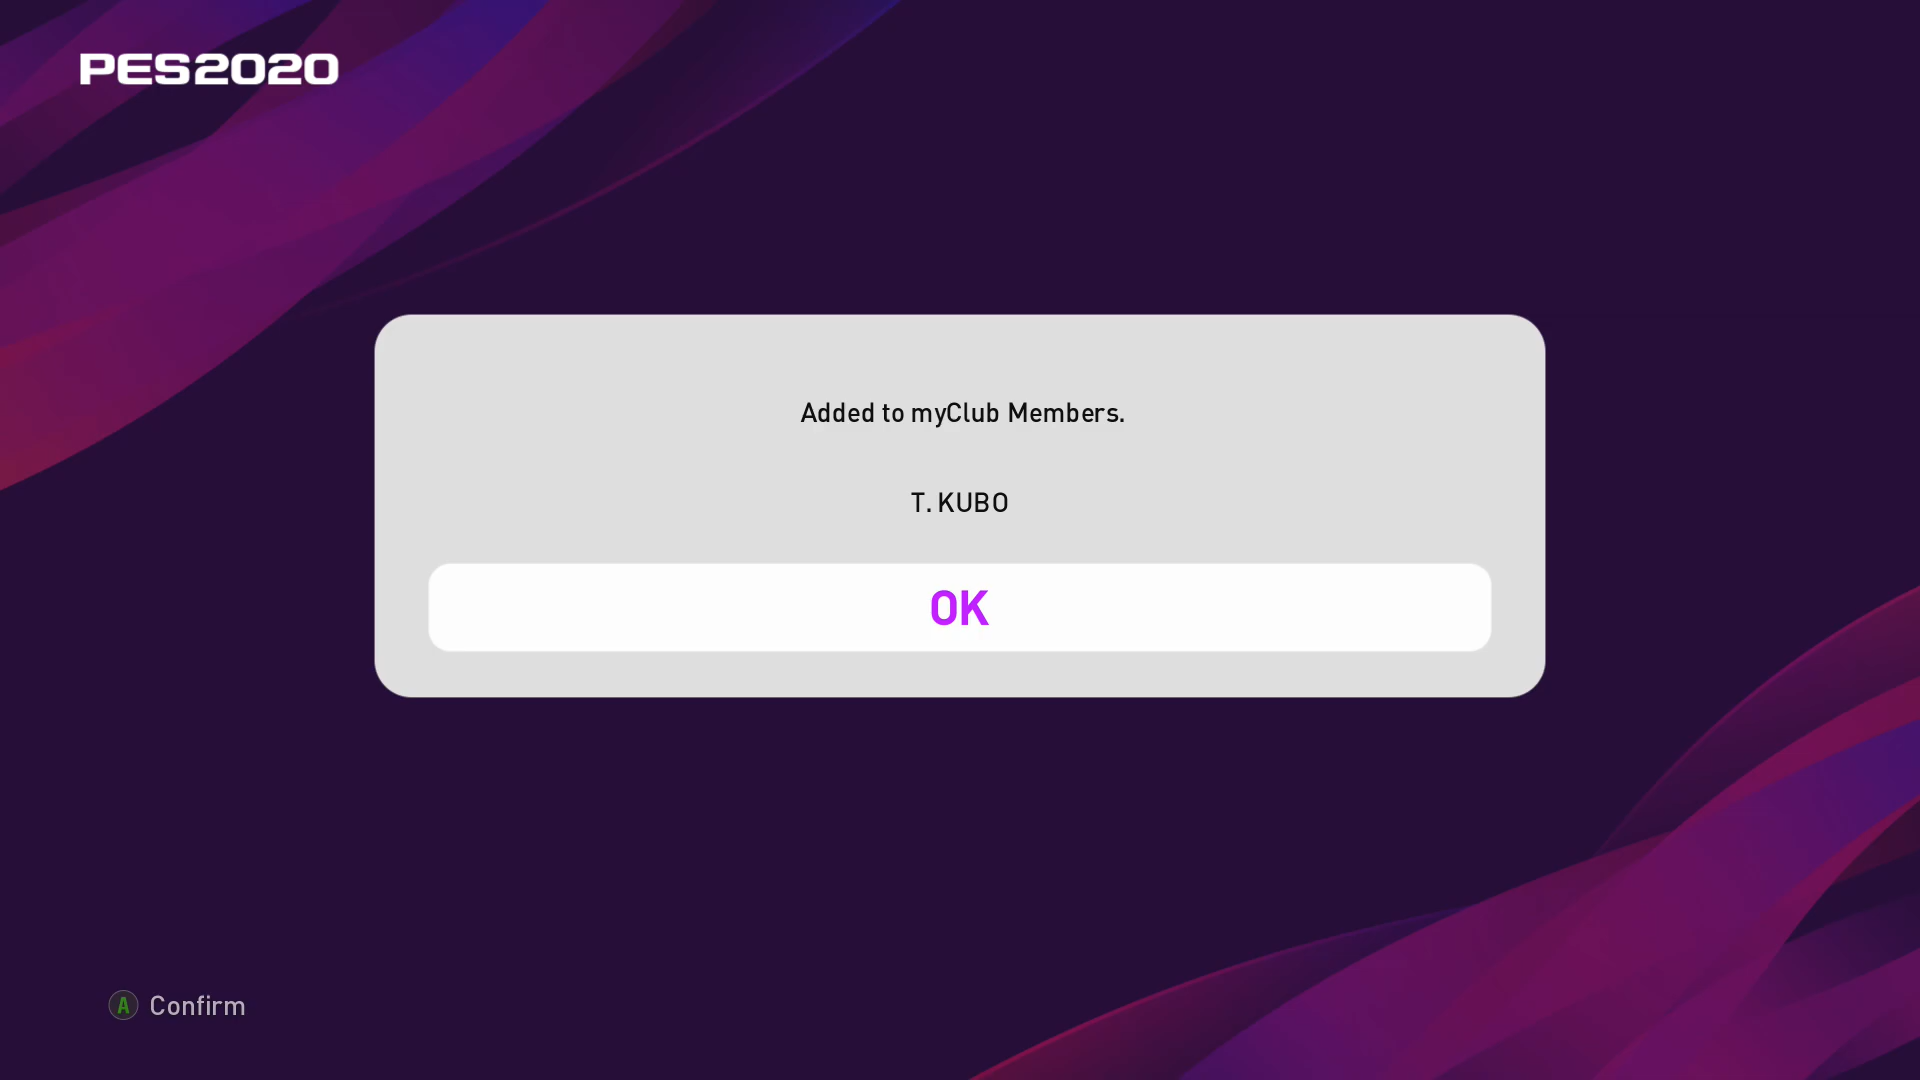 PES2020
Added to myClub Members.
T. KUBO
OK
A Confirm